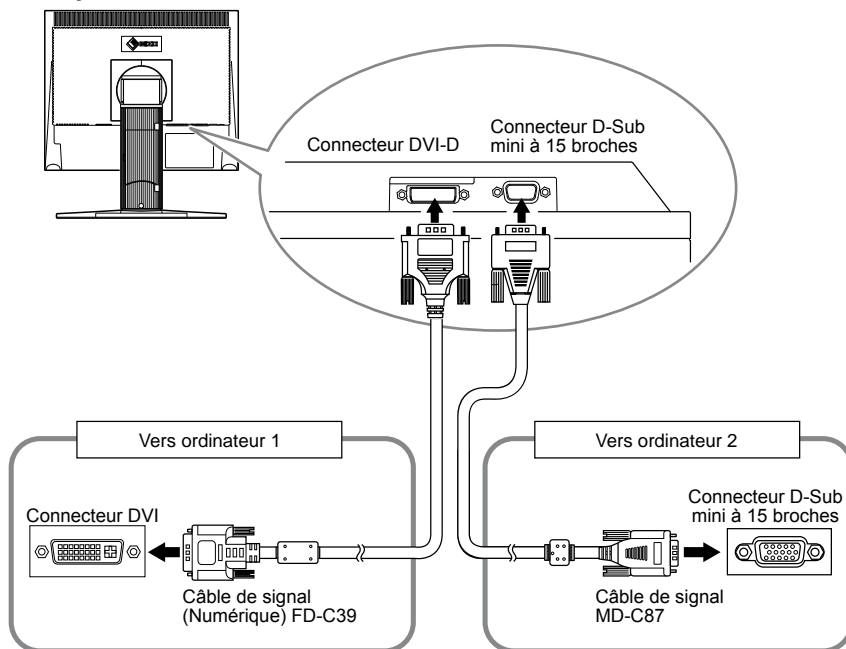 Connecteur DVI-D
Connecteur D-Sub
mini à 15 broches
Vers ordinateur 1
Vers ordinateur 2
Connecteur DVI
Câble de signal
(Numérique) FD-C39
Connecteur D-Sub
mini à 15 broches
Câble de signal
MD-C87